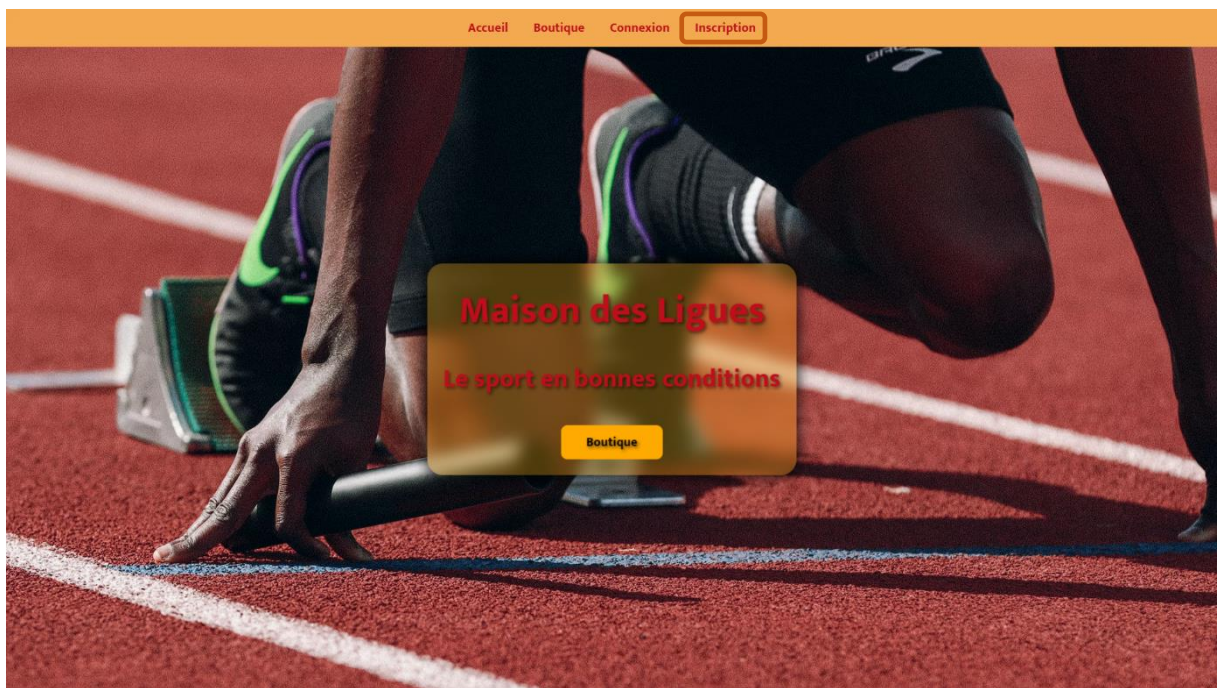 Accueil Boutique Connexion Inscription
Maison des Ligues
Le sport en bonnes conditions
Boutique